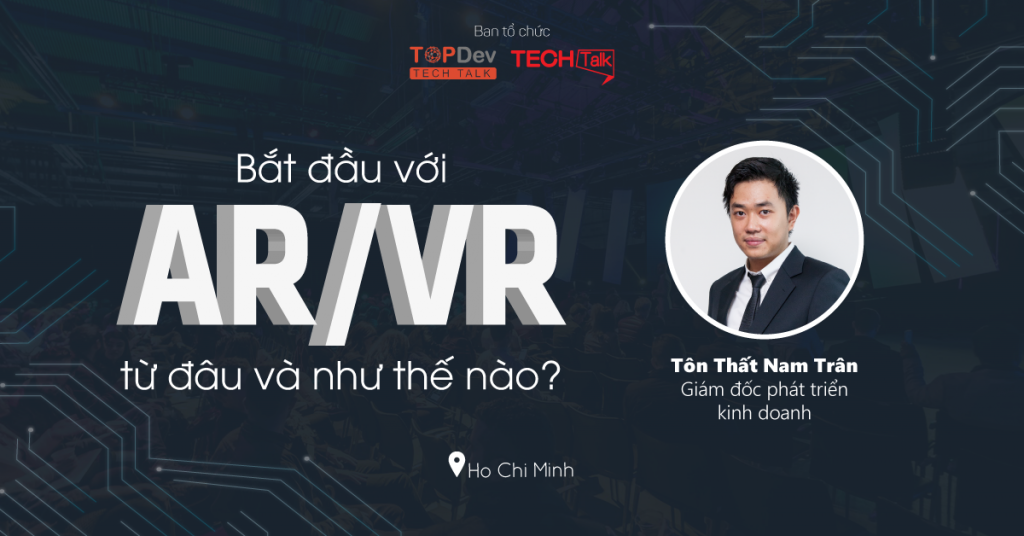 Ban tổ chức
TOPDev
TECH TALK
TECH Talk
Bắt đầu với
AR/VR
từ đâu và như thế nào?
Tôn Thất Nam Trân
Giám đốc phát triển
kinh doanh
Ho Chi Minh